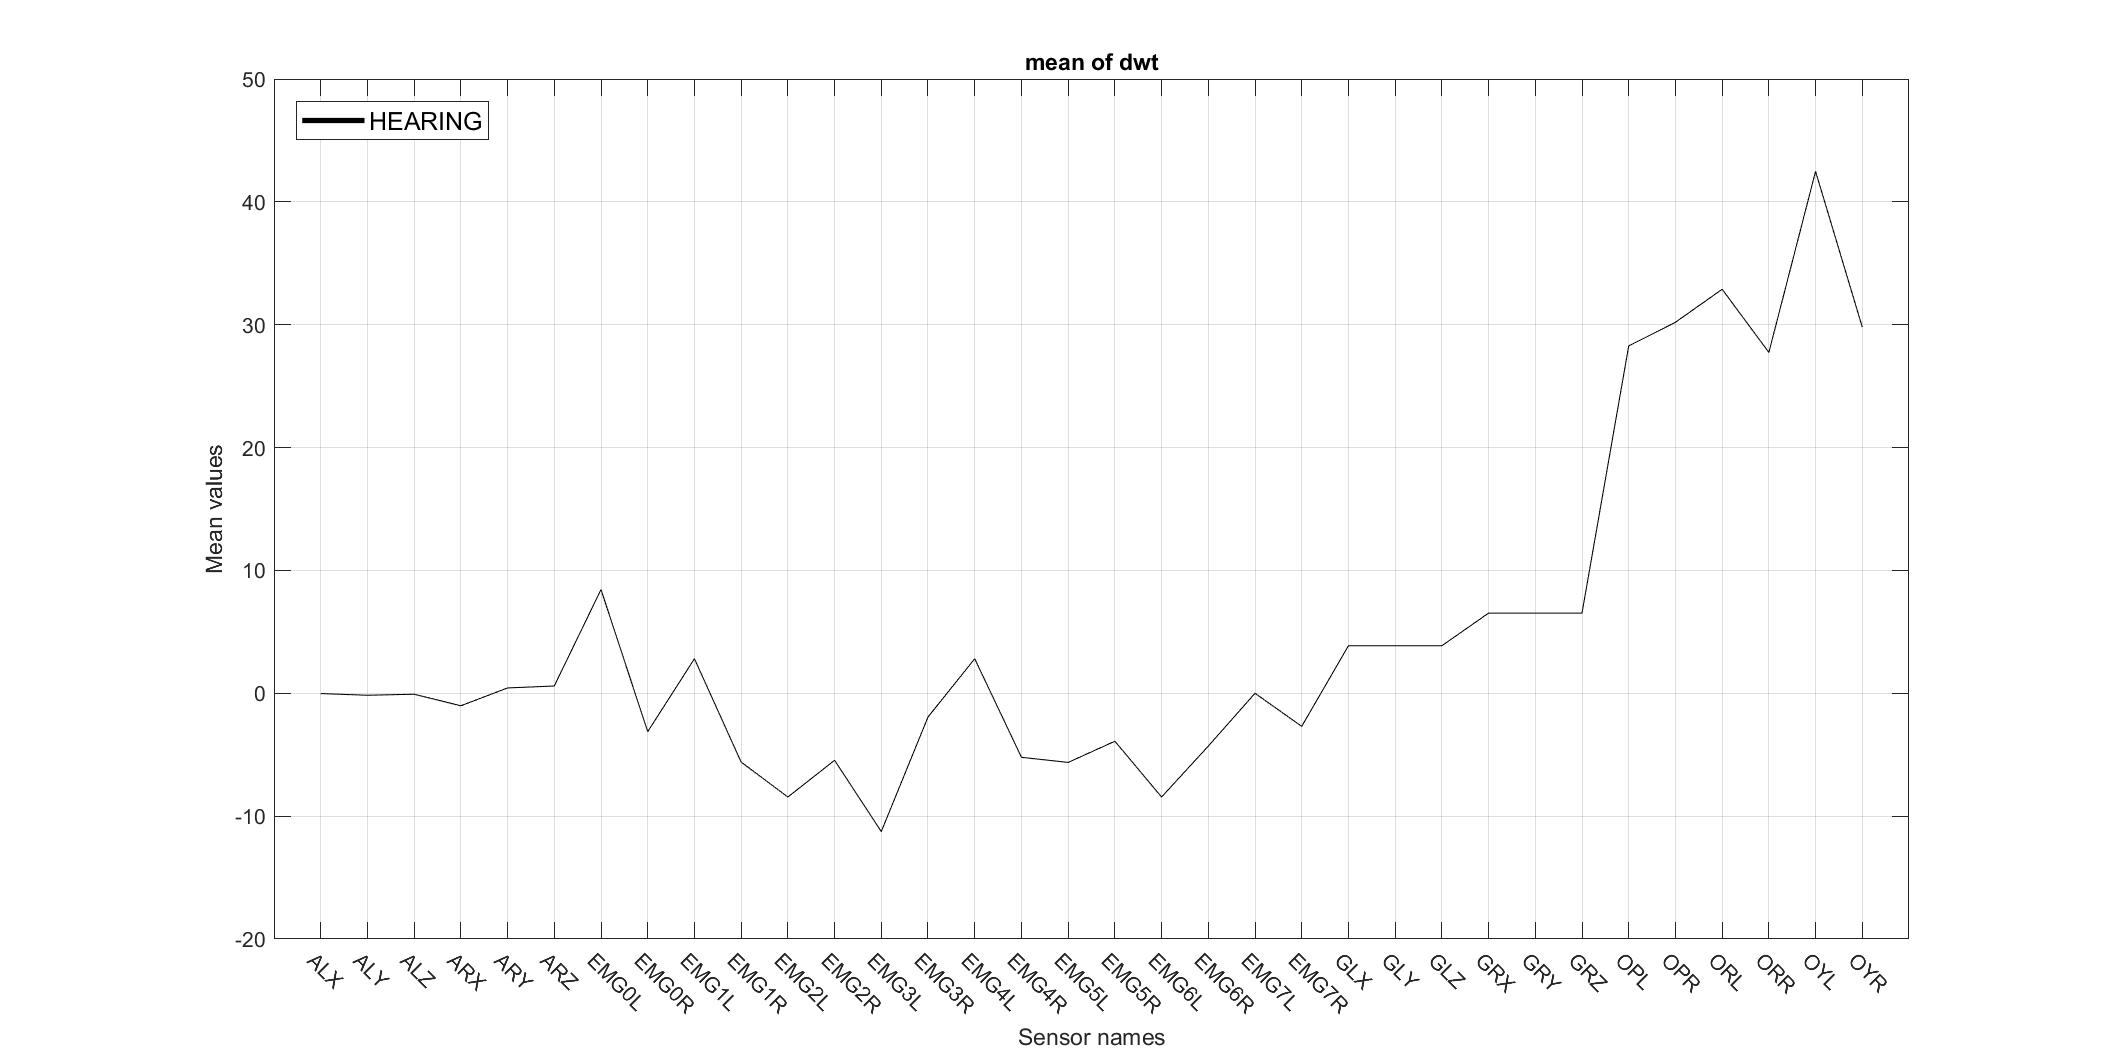 mean of dwt
HEARING
50
40
30
20
10
0
-10
-20
Mean values
ALX
ALY
ALZ
ARX
ARY
ARZ
EMG0L
EMG0R
EMG1L
EMG1R
EMG2L
EMG2R
EMG3L
EMG3R
EMG4L
EMG4R
EMG5L
EMG5R
EMG6L
EMG6R
EMG7L
EMG7R
GLX
GLY
GLZ
GRX
GRY
GRZ
OPL
OPR
ORL
ORR
OYL
OYR
Sensor names